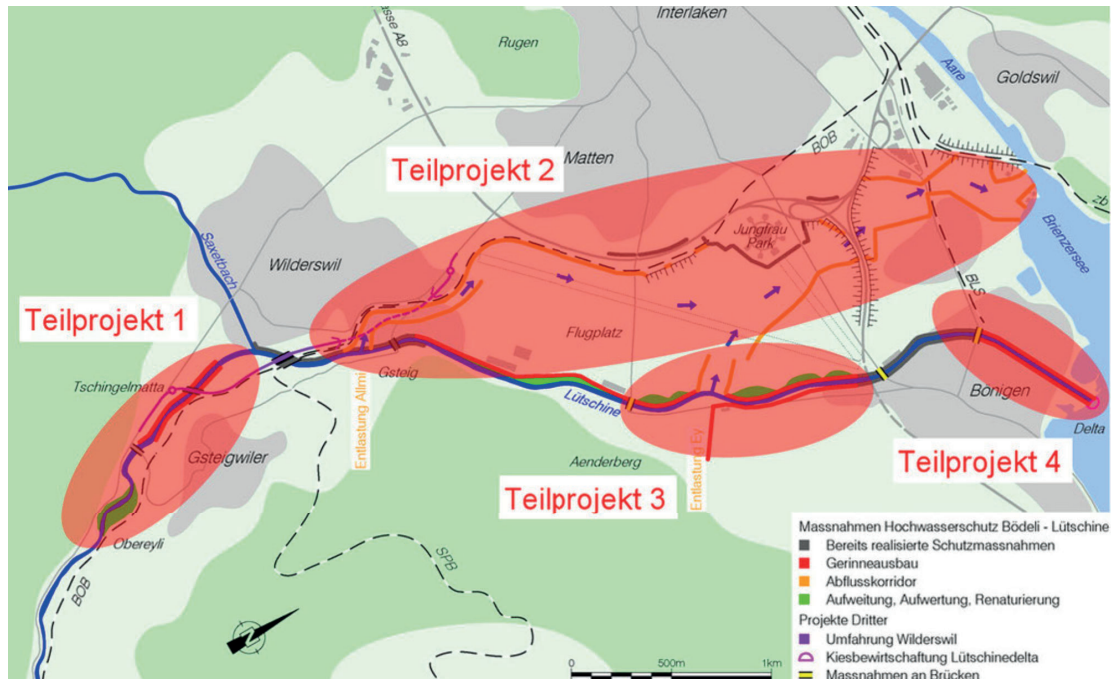 Interlaken
asse A8
Rugen
Aare
Goldswil
Teilprojekt 2
Matten
BOB
zb
Jungfrau
Park
Brienzersee
Saxetbach
Wilderswil
BLS
Teilprojekt 1
Flugplatz
Tschingelmatta
Gsteig
Bönigen
Entlastung Allmi
Lütschine
Delta
Gsteigwiler
Aenderberg
Entlastung Ey
Teilprojekt 4
Teilprojekt 3
Obereyli
BOB
SPB
N
Massnahmen Hochwasserschutz Bödeli - Lütschine
Bereits realisierte Schutzmassnahmen
Gerinneausbau
Abflusskorridor
Aufweitung, Aufwertung, Renaturierung
Projekte Dritter
Umfahrung Wilderswil
Kiesbewirtschaftung Lütschinedelta
Massnahmen an Brücken
0 500m 1km